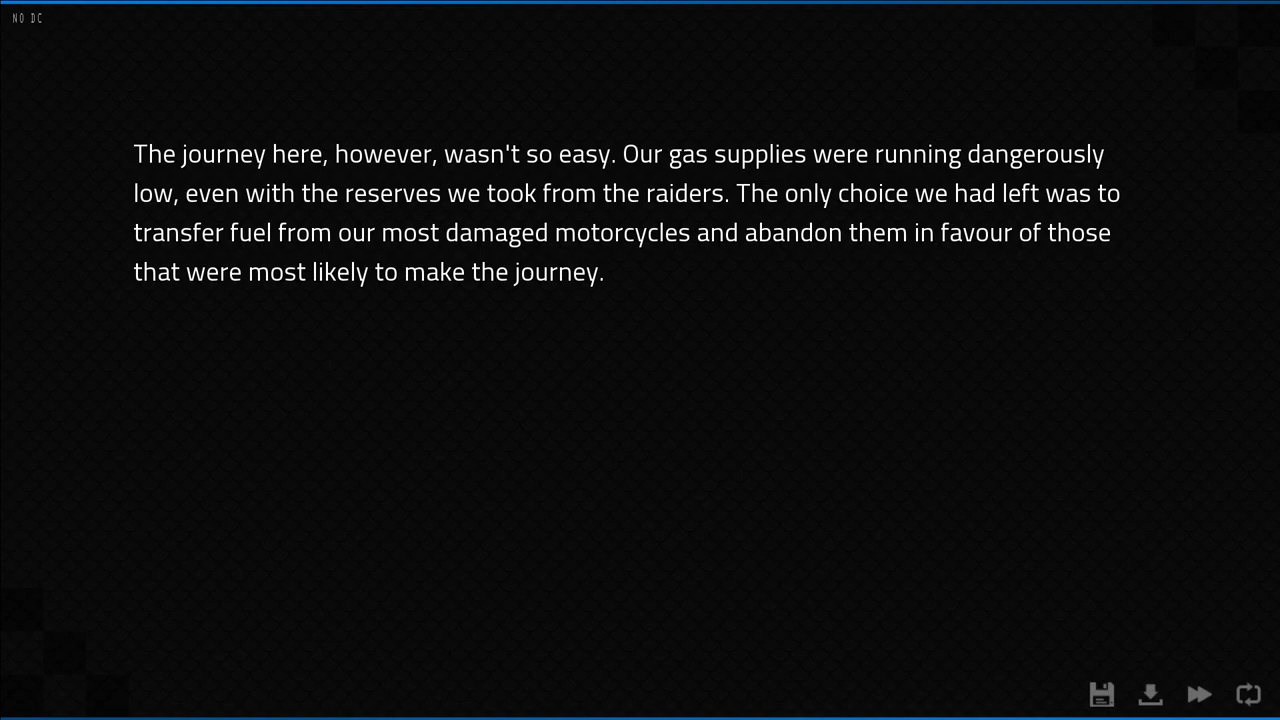 NO DC
The journey here, however, wasn't so easy. Our gas supplies were running dangerously
low, even with the reserves we took from the raiders. The only choice we had left was to
transfer fuel from our most damaged motorcycles and abandon them in favour of those
that were most likely to make the journey.